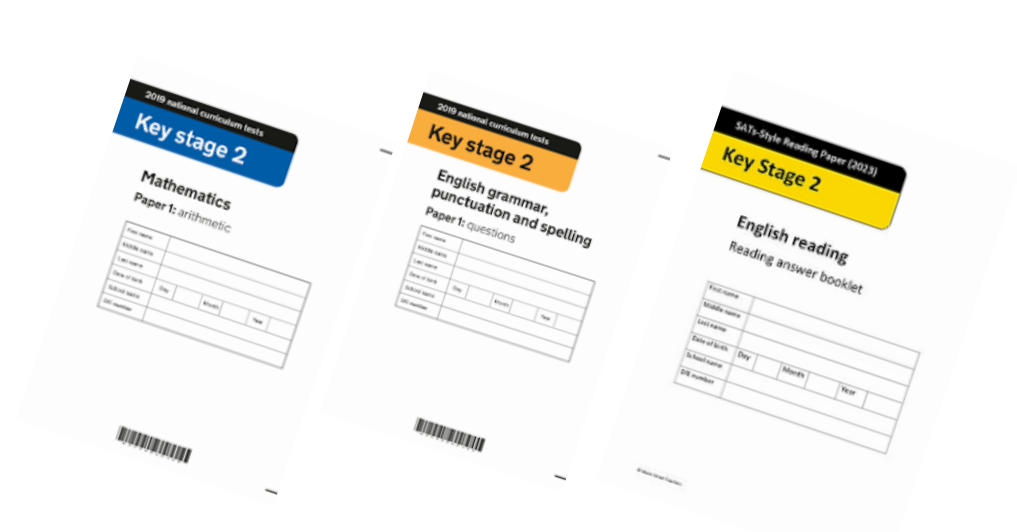 2019 national curriculum tests
Key stage 2
Mathematics
Paper 1: arithmetic
First name
Middle name
Last name
Date of birth Day Month Year
School name
DfE number
2019 national curriculum tests
Key stage 2
English grammar,
punctuation and spelling
Paper 1: questions
First name
Middle name
Last name
Date of birth Day Month Year
School name
DfE number
SATs-Style Reading Paper (2023)
Key Stage 2
English reading
Reading answer booklet
First name
Middle name
Last name
Date of birth Day Month Year
School name
DfE number